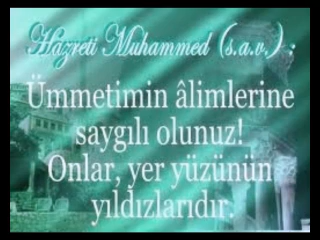 Hazreti Muhammed (s.a.v.) ;
Ümmetimin âlimlerine
saygılı olunuz!
Onlar, yer yüzünün
yıldızlarıdır.